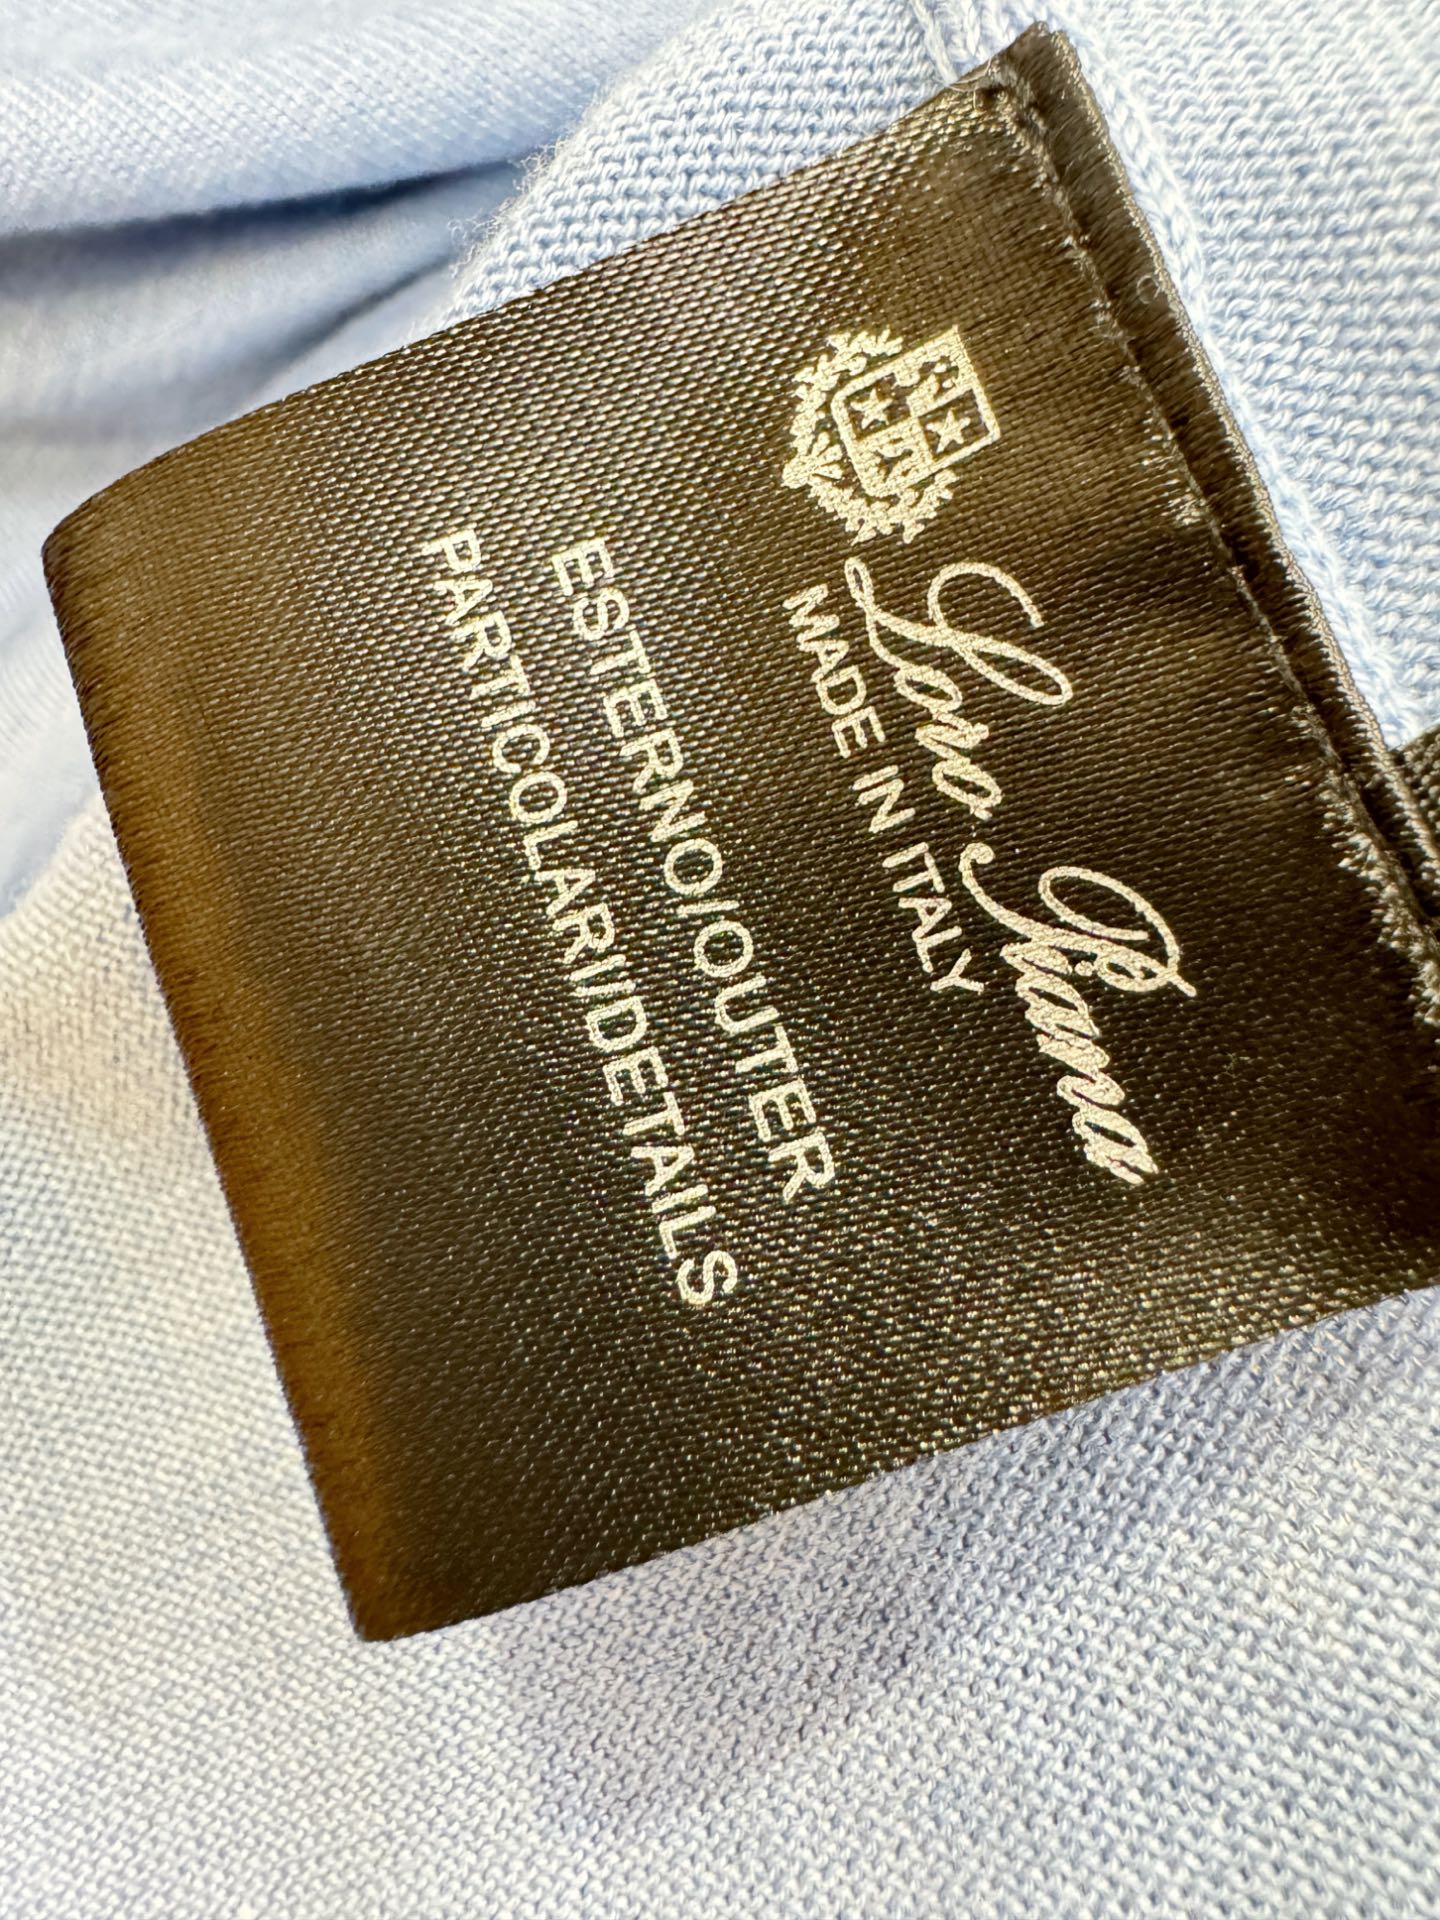 Loro Piana
MADE IN ITALY
ESTERNO/OUTER
PARTICOLARI|DETAILS